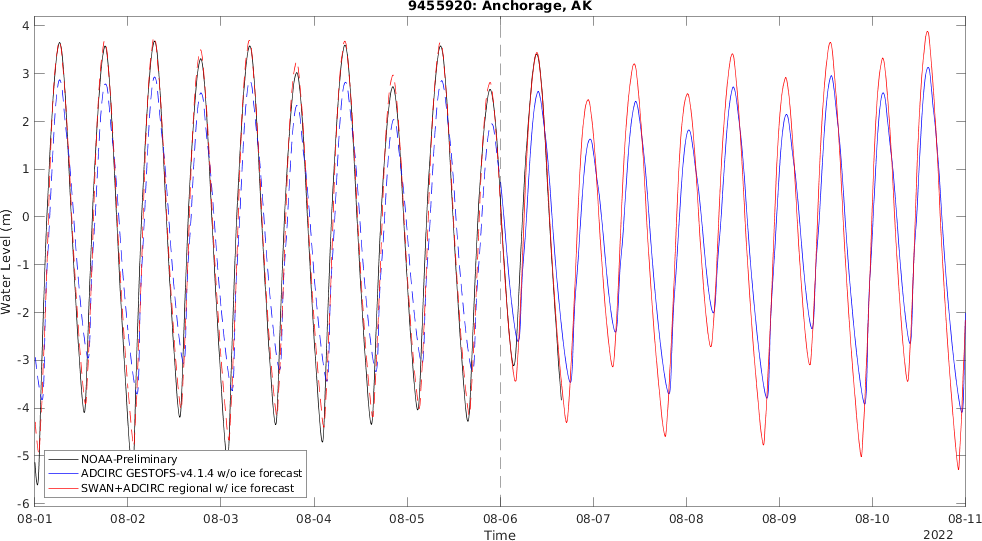 9455920: Anchorage, AK
4
3
2
1
0
-1
-2
-3
-4
-5
-6
Water Level (m)
NOAA-Preliminary
ADCIRC GESTOFS-v4.1.4 w/o ice forecast
SWAN+ADCIRC regional w/ ice forecast
08-01 08-02 08-03 08-04 08-05 08-06 08-07 08-08 08-09 08-10 08-11
Time
2022